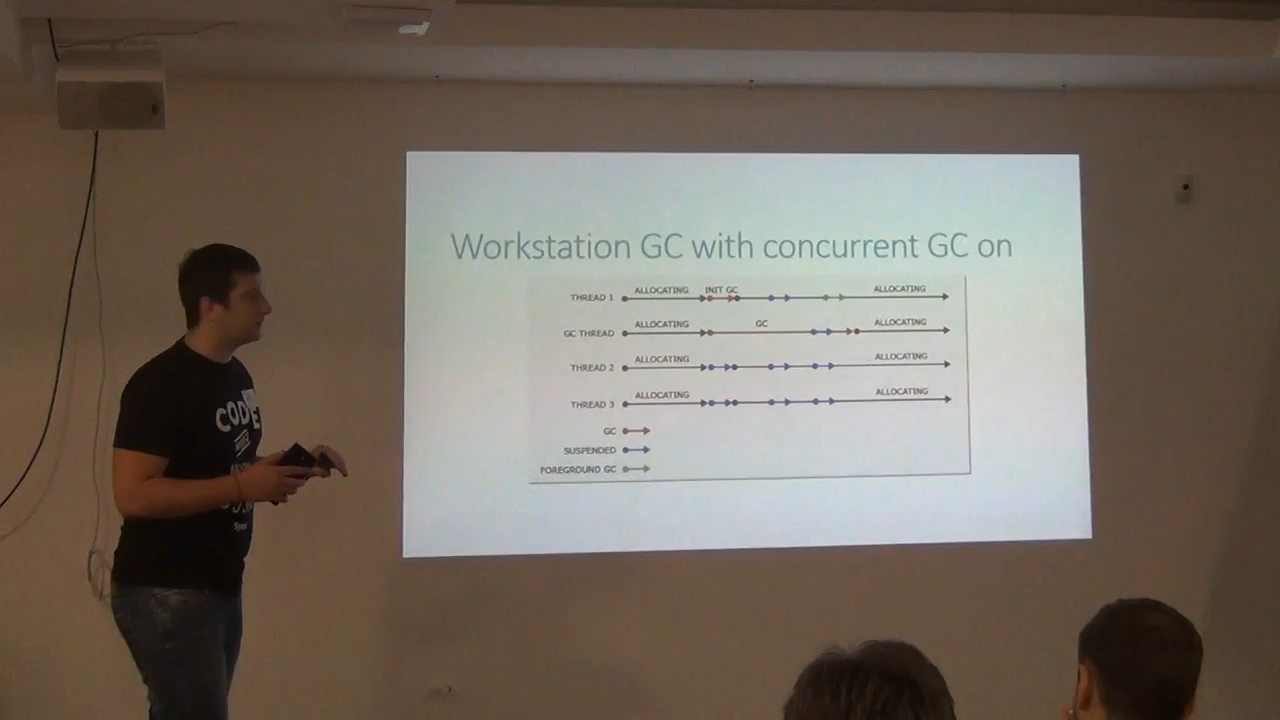 Workstation GC with concurrent GC on
THREAD 1 ALLOCATING INIT GC ALLOCATING
GC THREAD ALLOCATING GC ALLOCATING
THREAD 2 ALLOCATING ALLOCATING
THREAD 3 ALLOCATING ALLOCATING
GC
SUSPENDED
FOREGROUND GC